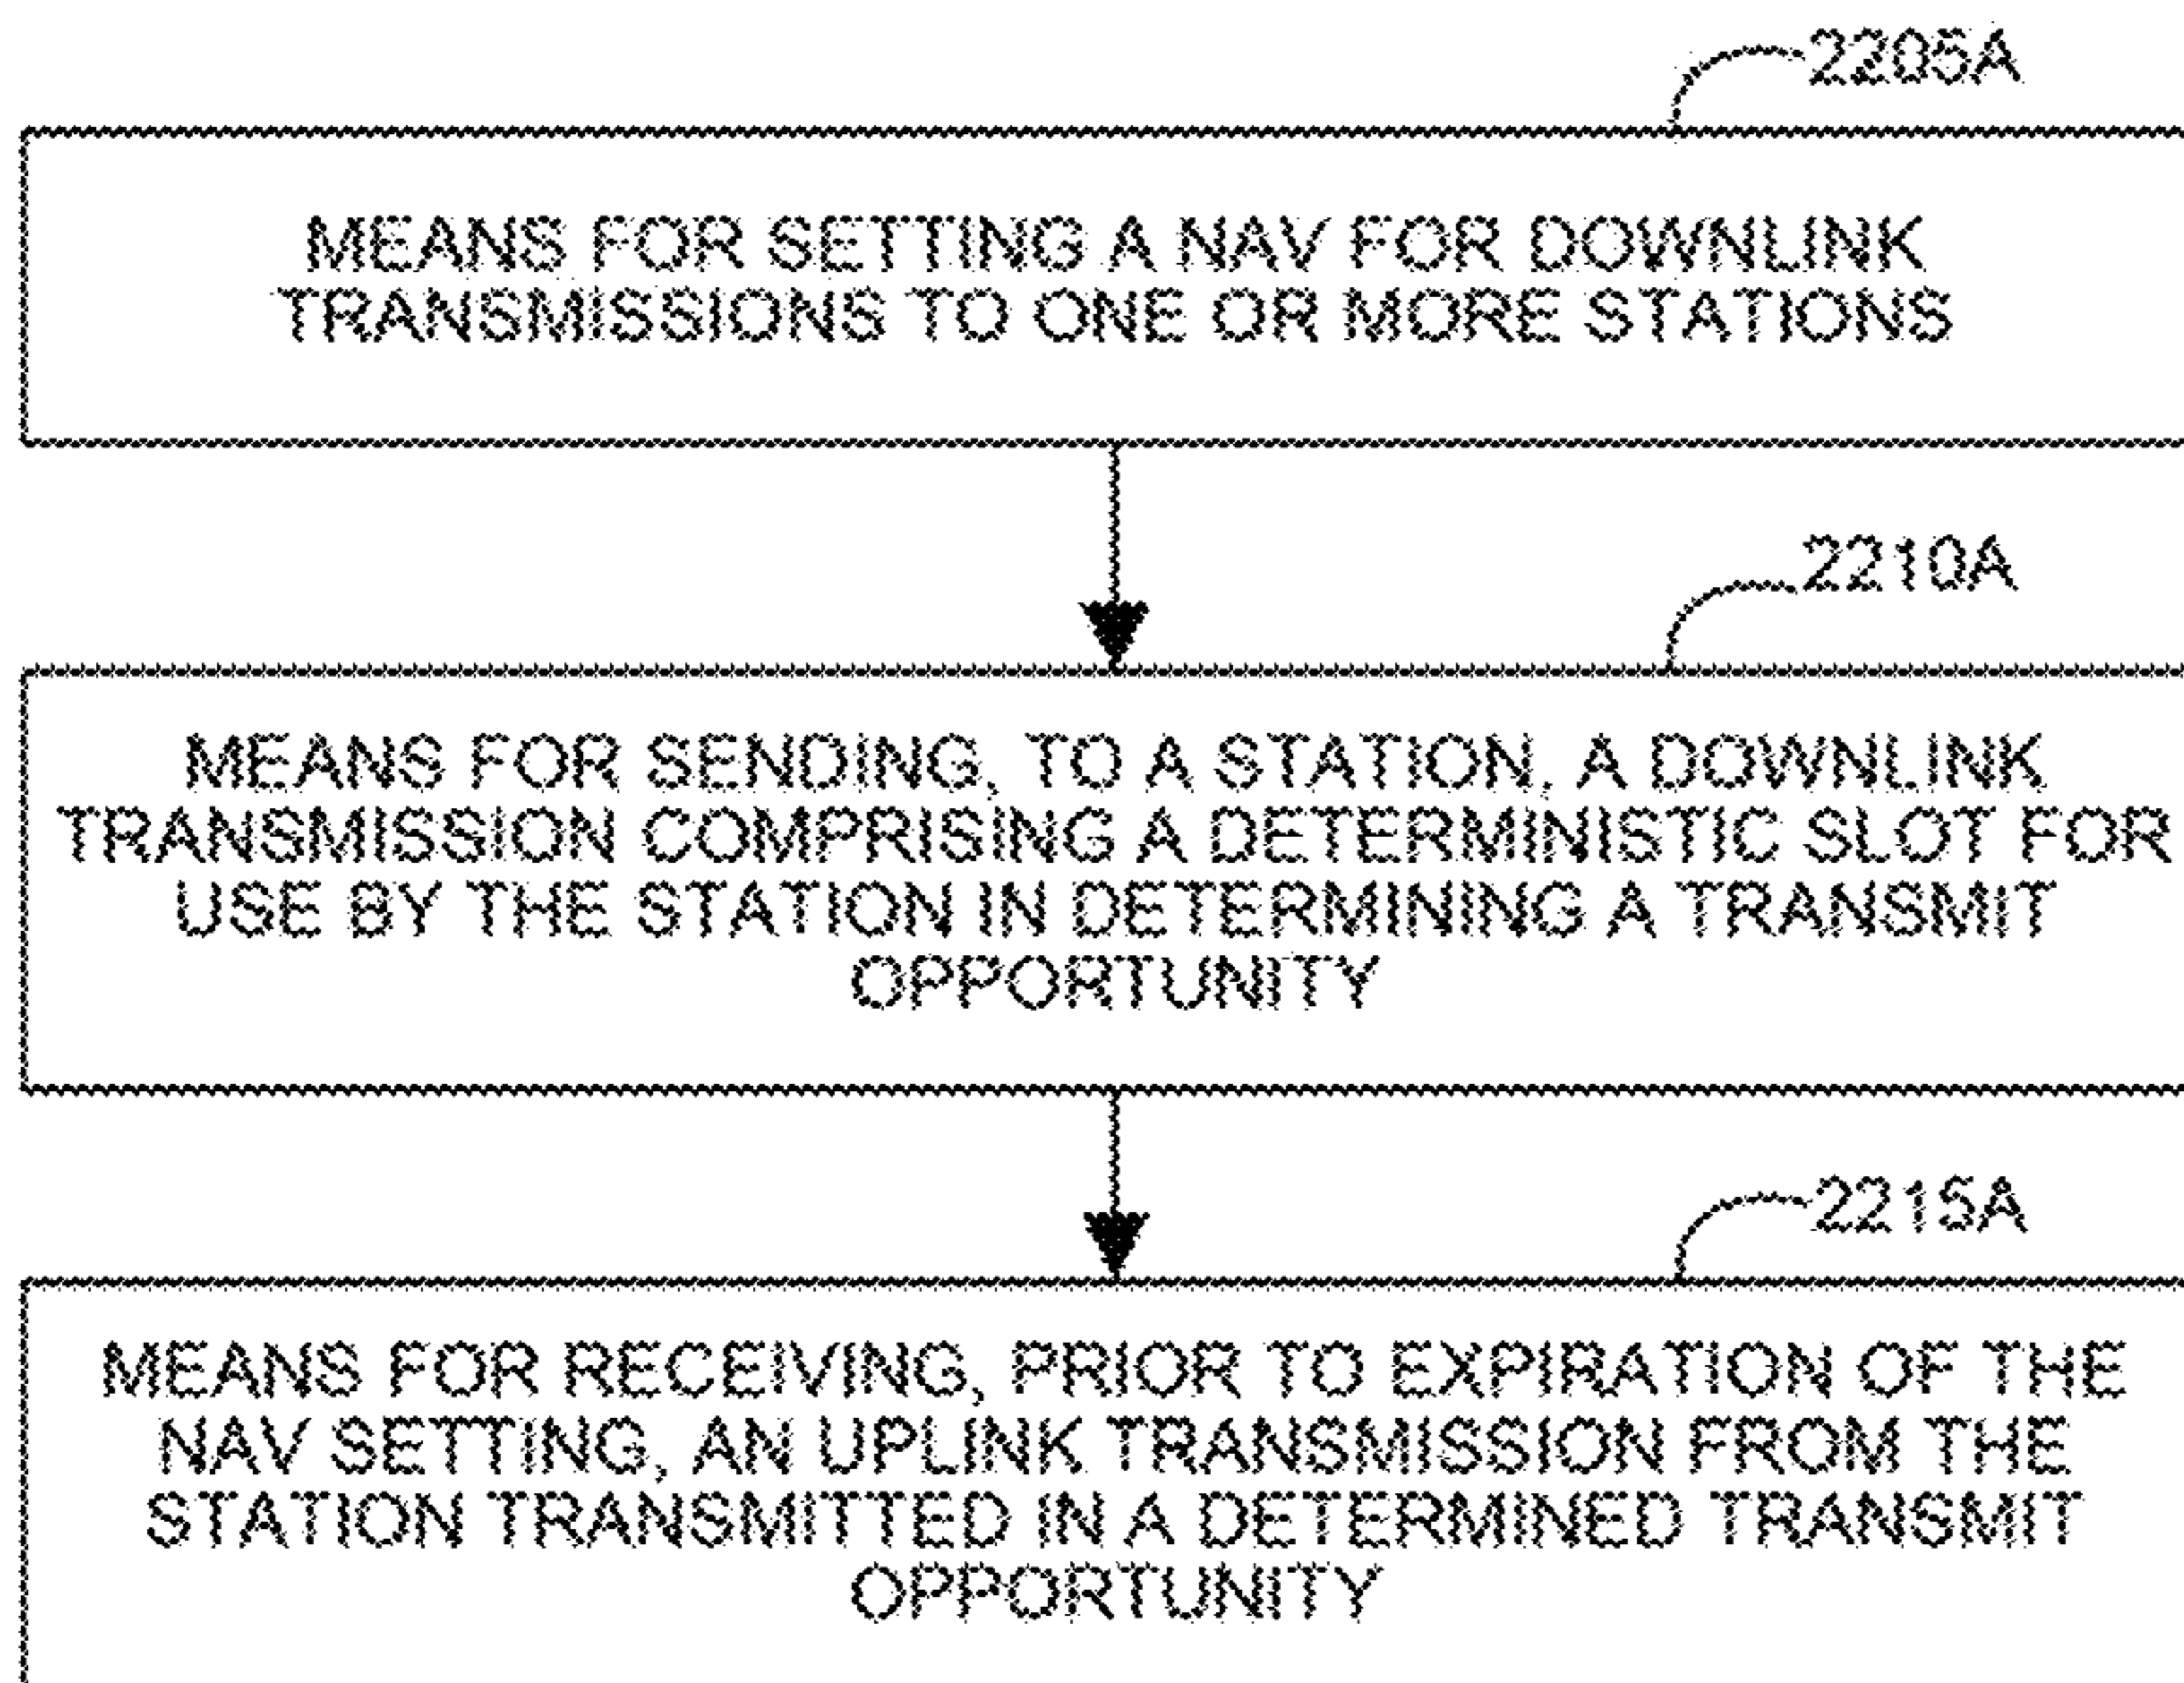 2205A
MEANS FOR SETTING A NAV FOR DOWNLINK
TRANSMISSIONS TO ONE OR MORE STATIONS
2210A
MEANS FOR SENDING, TO A STATION, A DOWNLINK
TRANSMISSION COMPRISING A DETERMINISTIC SLOT FOR
USE BY THE STATION IN DETERMINING A TRANSMIT
OPPORTUNITY
2215A
MEANS FOR RECEIVING, PRIOR TO EXPIRATION OF THE
NAV SETTING, AN UPLINK TRANSMISSION FROM THE
STATION TRANSMITTED IN A DETERMINED TRANSMIT
OPPORTUNITY